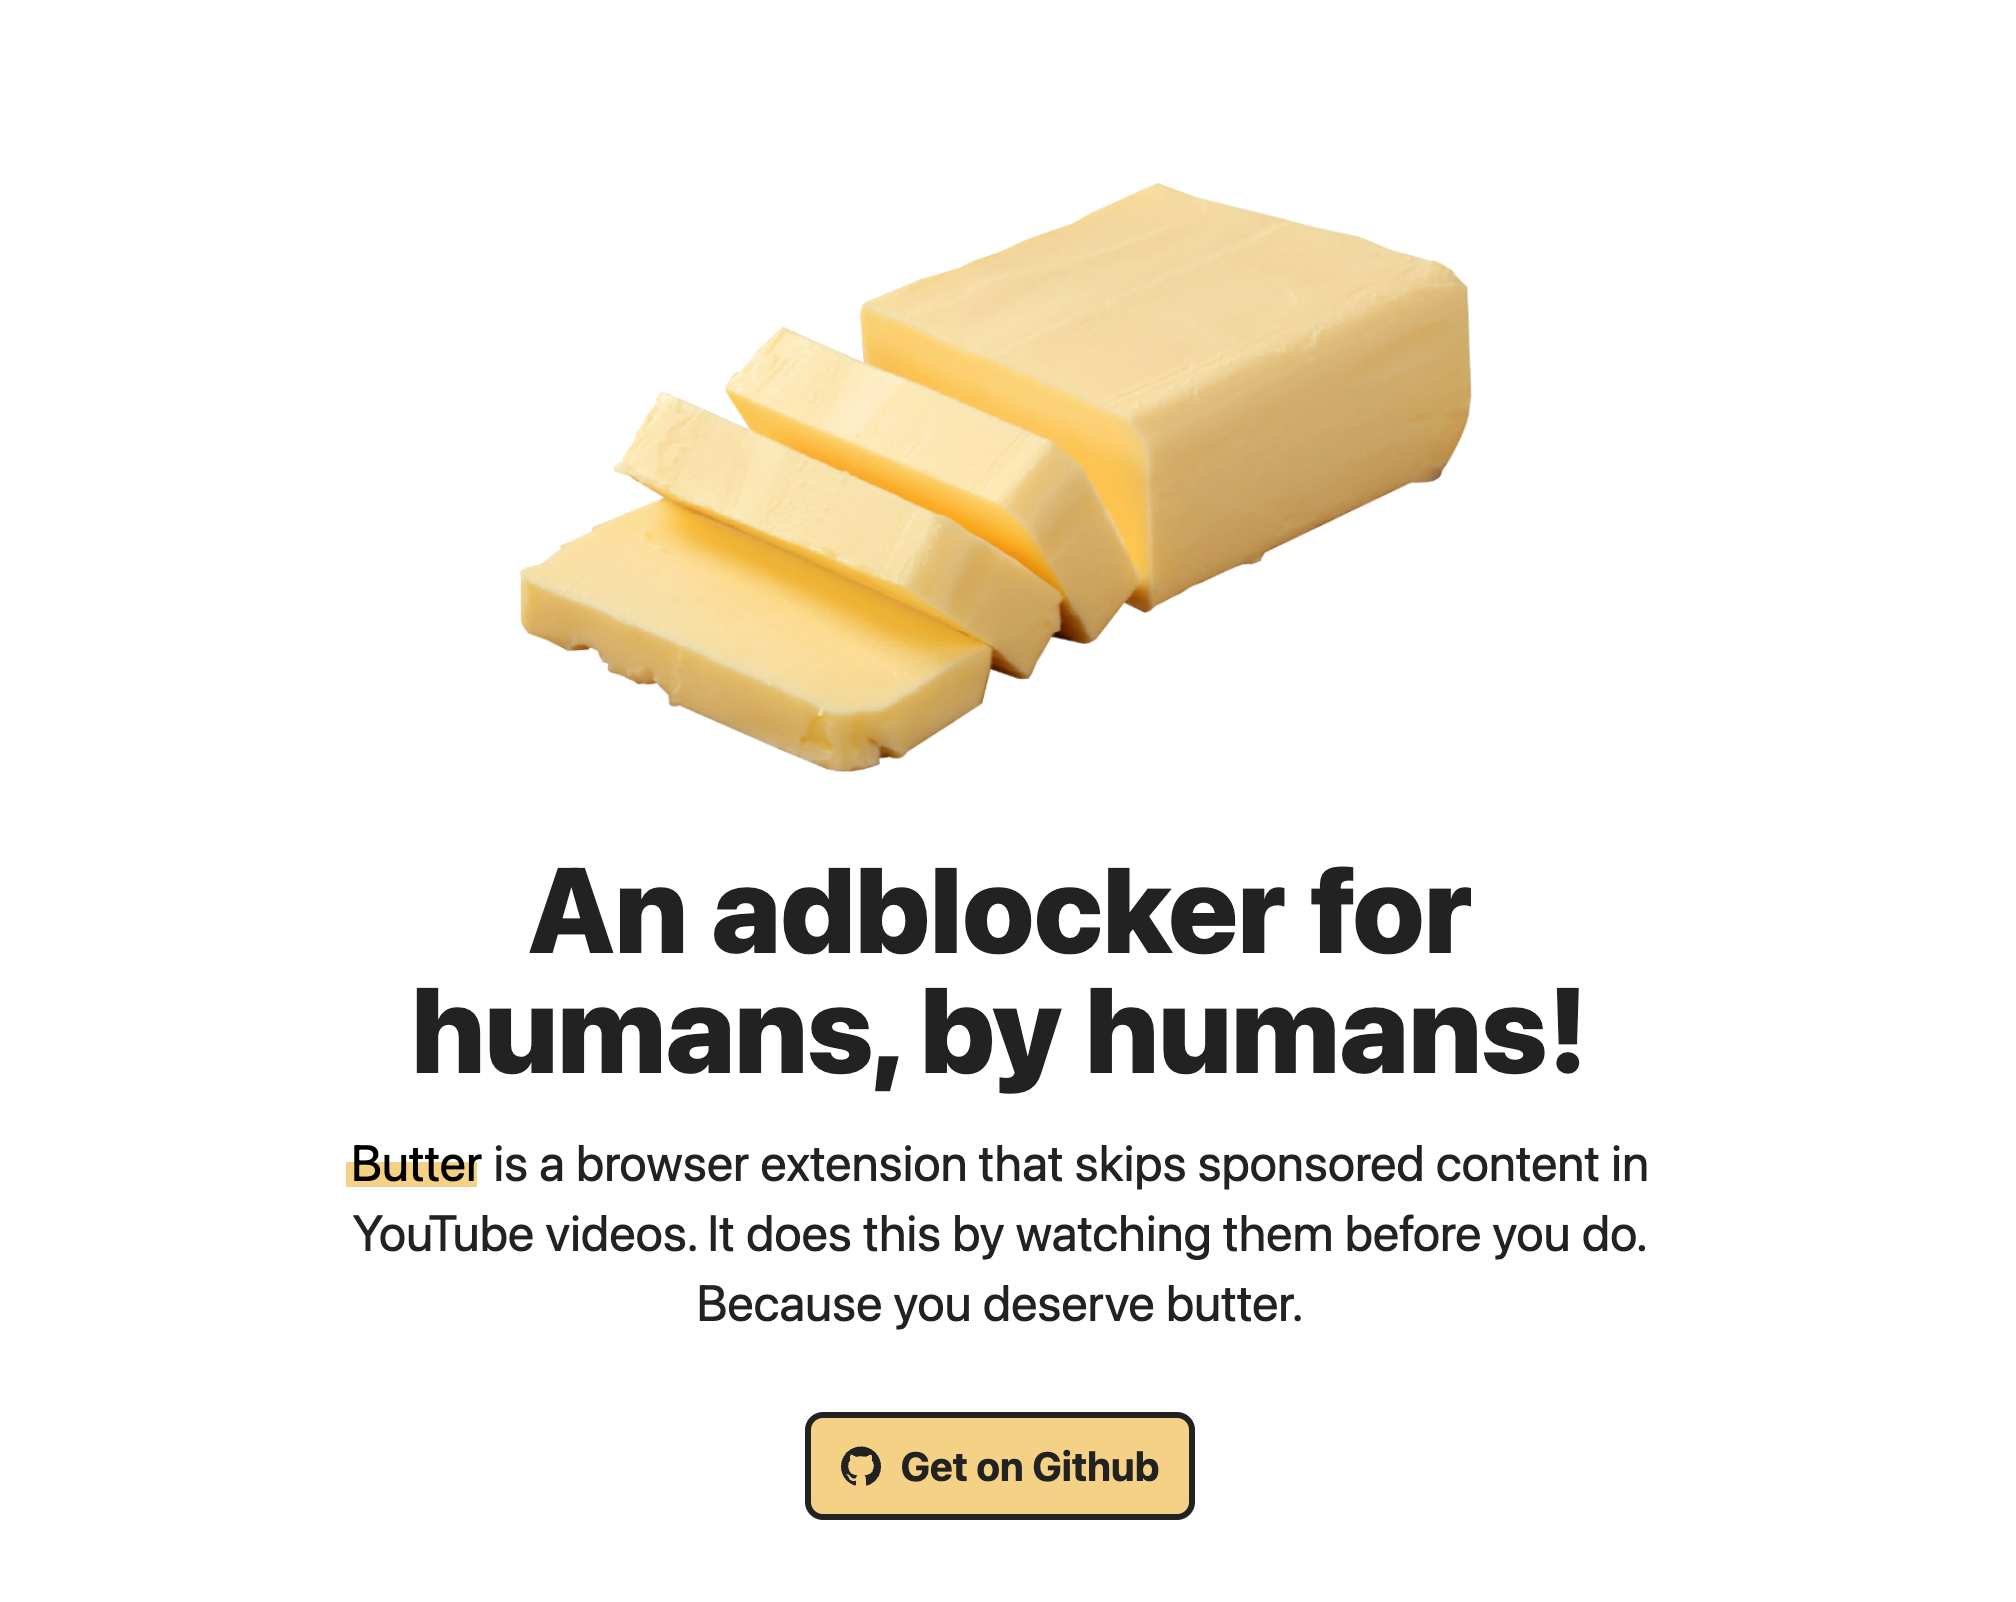 An adblocker for
humans, by humans!
Butter is a browser extension that skips sponsored content in
YouTube videos. It does this by watching them before you do.
Because you deserve butter.
Get on Github